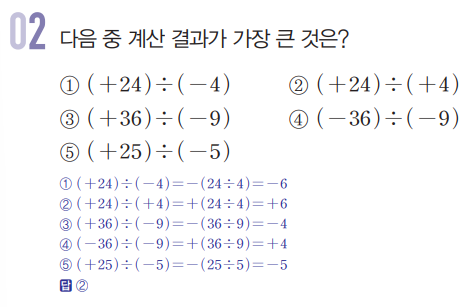 02 다음 중 계산 결과가 가장 큰 것은?
① (+24)÷(-4) ② (+24)÷(+4)
③ (+36)÷(-9) ④ (-36)÷(-9)
⑤ (+25)÷(-5)
① (+24)÷(-4)=-(24÷4)=-6
② (+24)÷(+4)=+(24÷4)=+6
③ (+36)÷(-9)=-(36÷9)=-4
④ (-36)÷(-9)=+(36÷9)=+4
⑤ (+25)÷(-5)=-(25÷5)=-5
답 ②